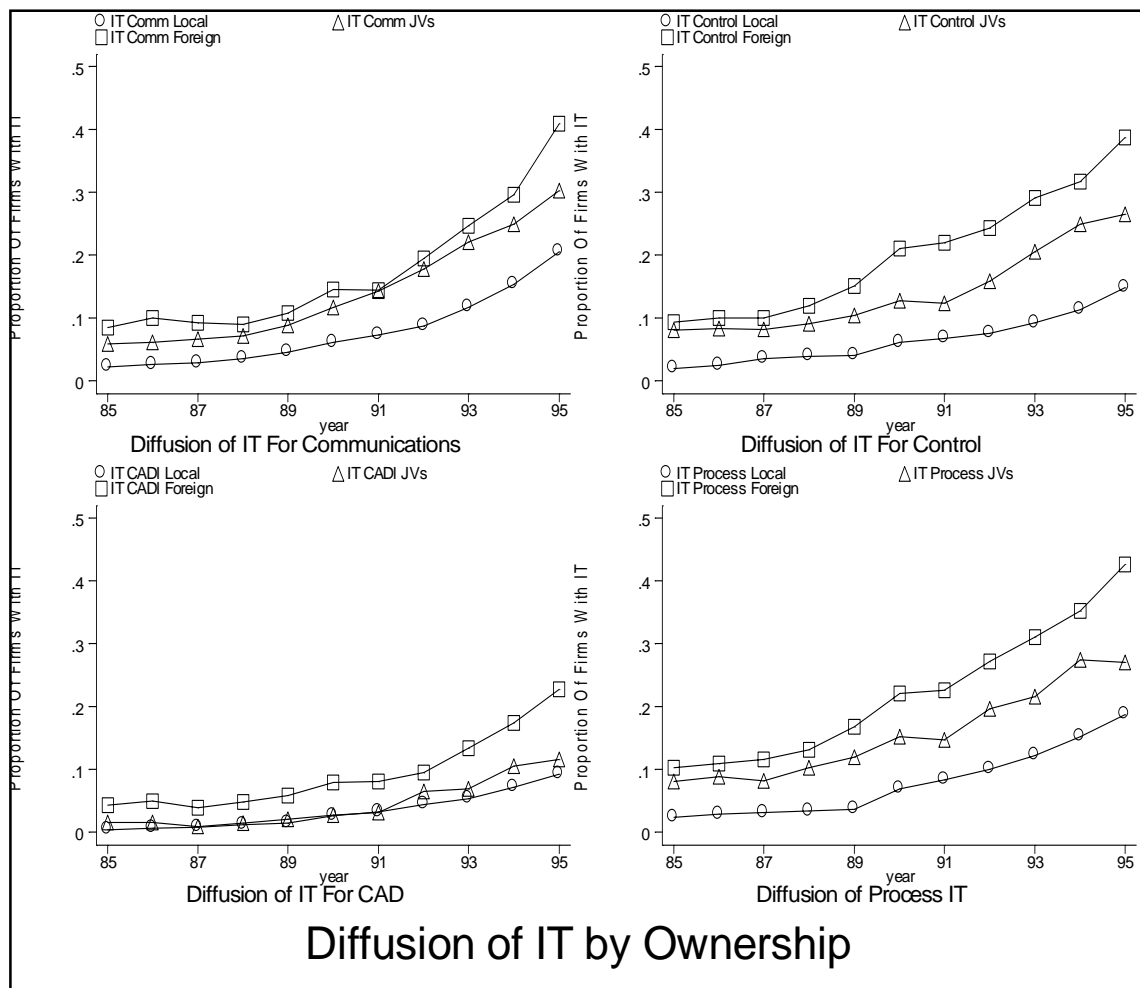 IT Comm Local IT Comm JVs
IT Comm Foreign
Proportion Of Firms With IT
.5
.4
.3
.2
.1
0
85 87 89 91 93 95
year
Diffusion of IT For Communications
IT Control Local IT Control JVs
IT Control Foreign
Proportion Of Firms With IT
.5
.4
.3
.2
.1
0
85 87 89 91 93 95
year
Diffusion of IT For Control
IT CADI Local IT CADI JVs
IT CADI Foreign
Proportion Of Firms With IT
.5
.4
.3
.2
.1
0
85 87 89 91 93 95
year
Diffusion of IT For CAD
IT Process Local IT Process JVs
IT Process Foreign
Proportion Of Firms With IT
.5
.4
.3
.2
.1
0
85 87 89 91 93 95
year
Diffusion of Process IT
Diffusion of IT by Ownership